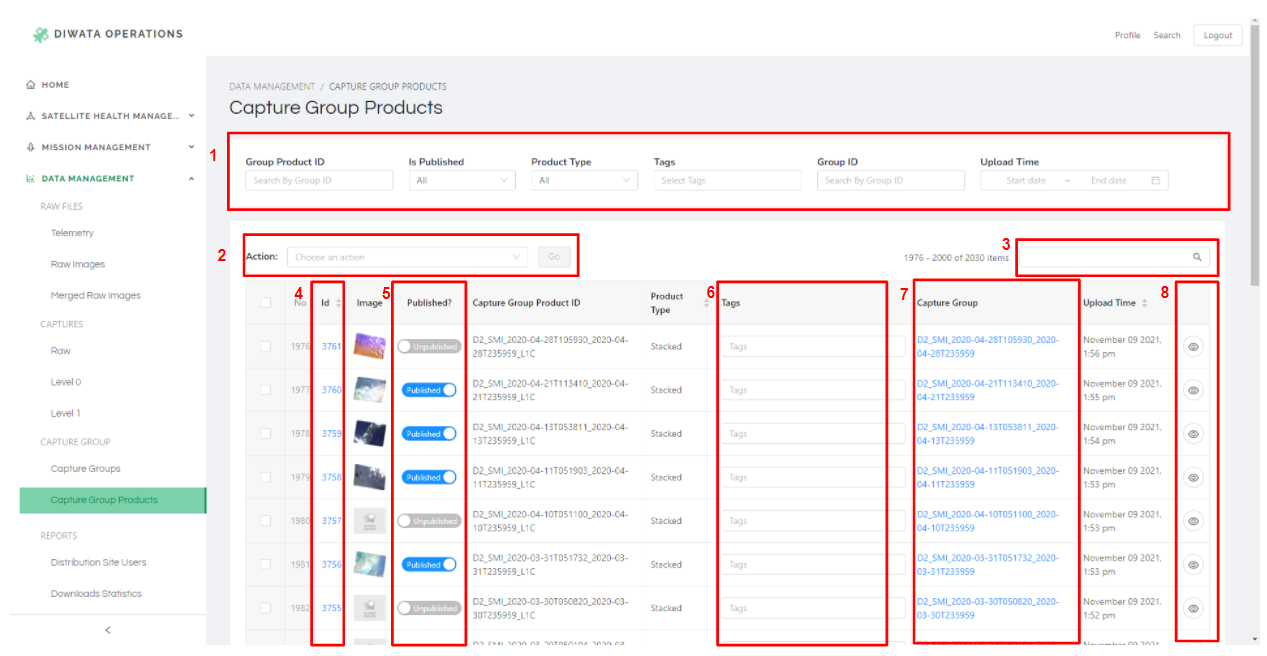 DIWATA OPERATIONS
Profile Search Logout
HOME
SATELLITE HEALTH MANAGE...
MISSION MANAGEMENT
DATA MANAGEMENT
RAW FILES
Telemetry
Raw Images
Merged Raw Images
CAPTURES
Raw
Level 0
Level 1
CAPTURE GROUP
Capture Groups
Capture Group Products
REPORTS
Distribution Site Users
Downloads Statistics
<
DATA MANAGEMENT / CAPTURE GROUP PRODUCTS
Capture Group Products
1
Group Product ID Is Published Product Type Tags Group ID Upload Time
Search By Group ID All All Select Tags Search By Group ID Start date ~ End date
2 3
Action: Choose an action Go 1976 - 2000 of 2030 items
4 5 6 7 8
No Id Image Published? Capture Group Product ID Product Type Tags Capture Group Upload Time
1976 3761 Unpublished D2_SMI_2020-04-28T105930_2020-04- Stacked Tags D2_SMI_2020-04-28T105930_2020- November 09 2021,
28T235959_L1C 04-28T235959 1:56 pm
1977 3760 Published D2_SMI_2020-04-21T113410_2020-04- Stacked Tags D2_SMI_2020-04-21T113410_2020- November 09 2021,
21T235959_L1C 04-21T235959 1:55 pm
1978 3759 Published D2_SMI_2020-04-13T053811_2020-04- Stacked Tags D2_SMI_2020-04-13T053811_2020- November 09 2021,
13T235959_L1C 04-13T235959 1:54 pm
1979 3758 Published D2_SMI_2020-04-11T051903_2020-04- Stacked Tags D2_SMI_2020-04-11T051903_2020- November 09 2021,
11T235959_L1C 04-11T235959 1:53 pm
1980 3757 Unpublished D2_SMI_2020-04-10T051100_2020-04- Stacked Tags D2_SMI_2020-04-10T051100_2020- November 09 2021,
10T235959_L1C 04-10T235959 1:53 pm
1981 3756 Published D2_SMI_2020-03-31T051732_2020-03- Stacked Tags D2_SMI_2020-03-31T051732_2020- November 09 2021,
31T235959_L1C 03-31T235959 1:53 pm
1982 3755 Unpublished D2_SMI_2020-03-30T050820_2020-03- Stacked Tags D2_SMI_2020-03-30T050820_2020- November 09 2021,
30T235959_L1C 03-30T235959 1:52 pm